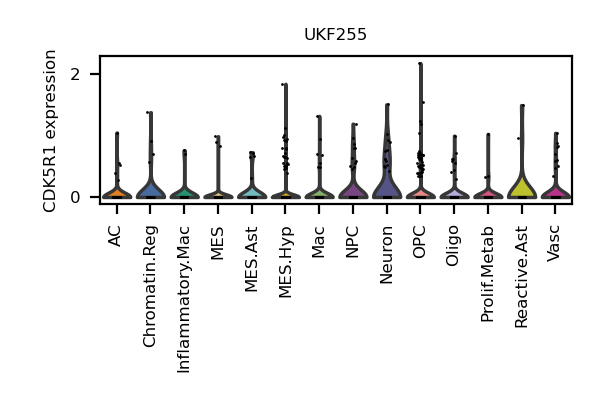 UKF255
CDK5R1 expression
2
0
AC
Chromatin.Reg
Inflammatory.Mac
MES
MES.Ast
MES.Hyp
Mac
NPC
Neuron
OPC
Oligo
Prolif.Metab
Reactive.Ast
Vasc